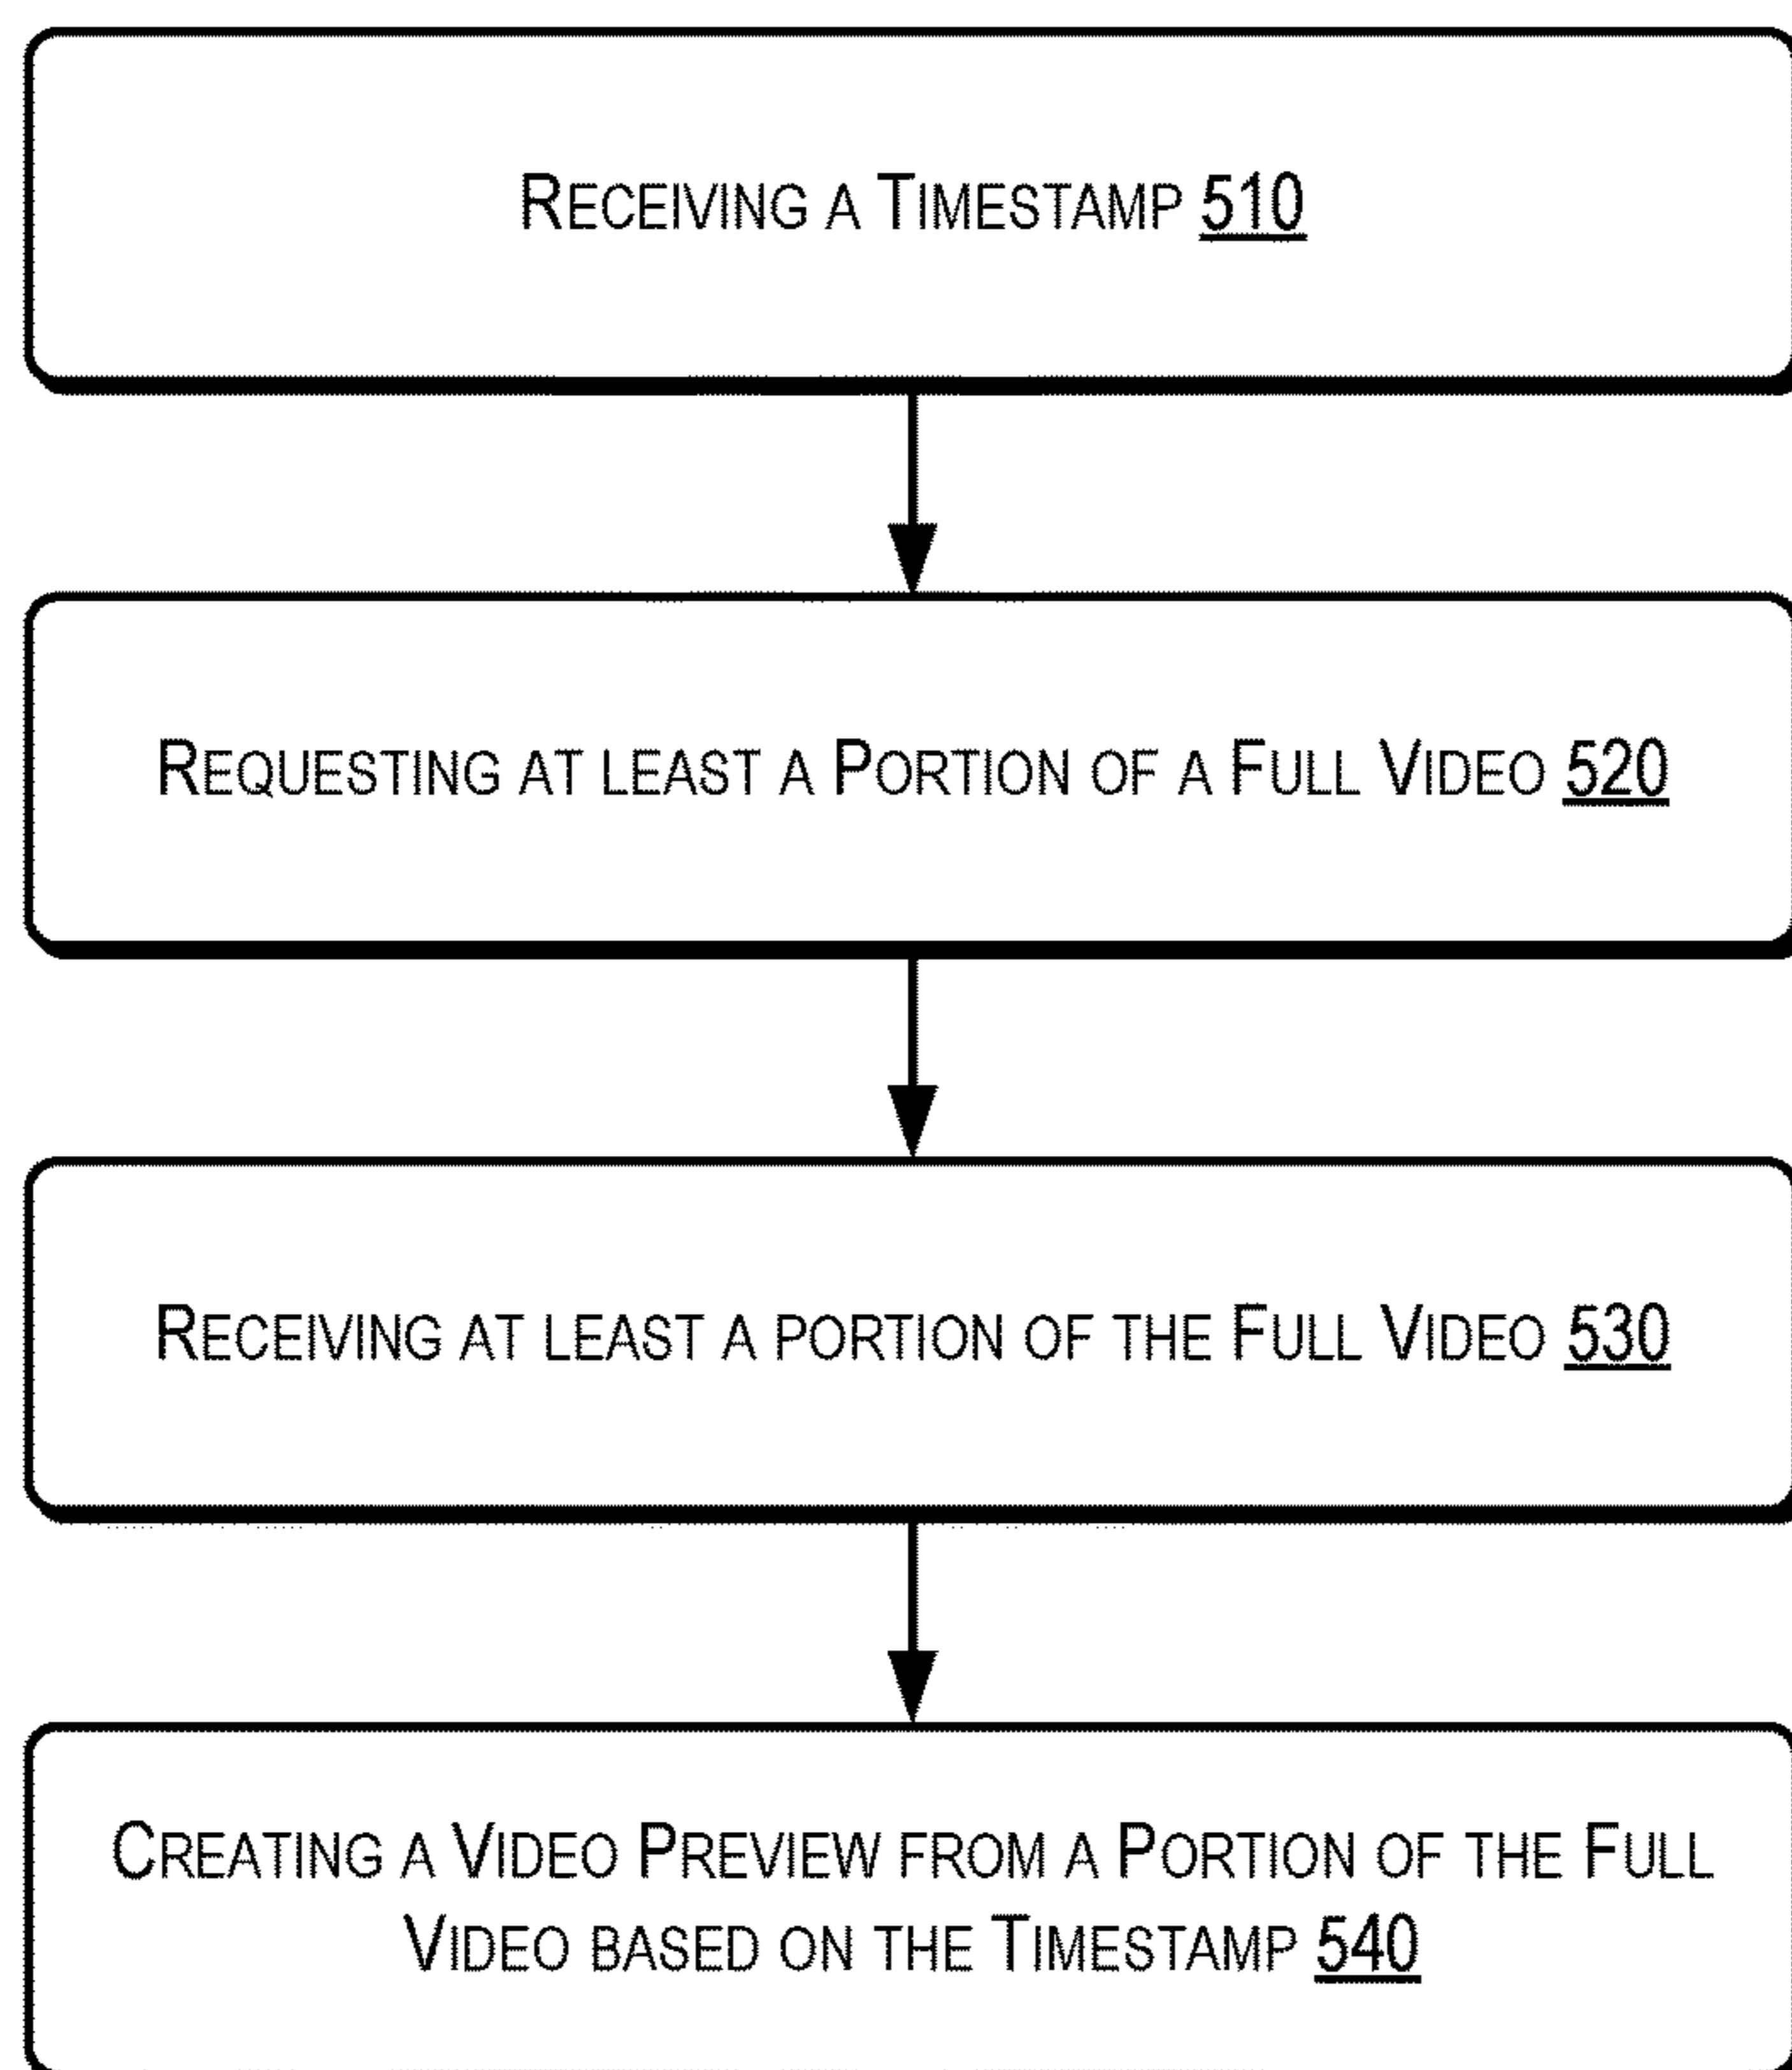 RECEIVING A TIMESTAMP 510
REQUESTING AT LEAST A PORTION OF A FULL VIDEO 520
RECEIVING AT LEAST A PORTION OF THE FULL VIDEO 530
CREATING A VIDEO PREVIEW FROM A PORTION OF THE FULL
VIDEO BASED ON THE TIMESTAMP 540